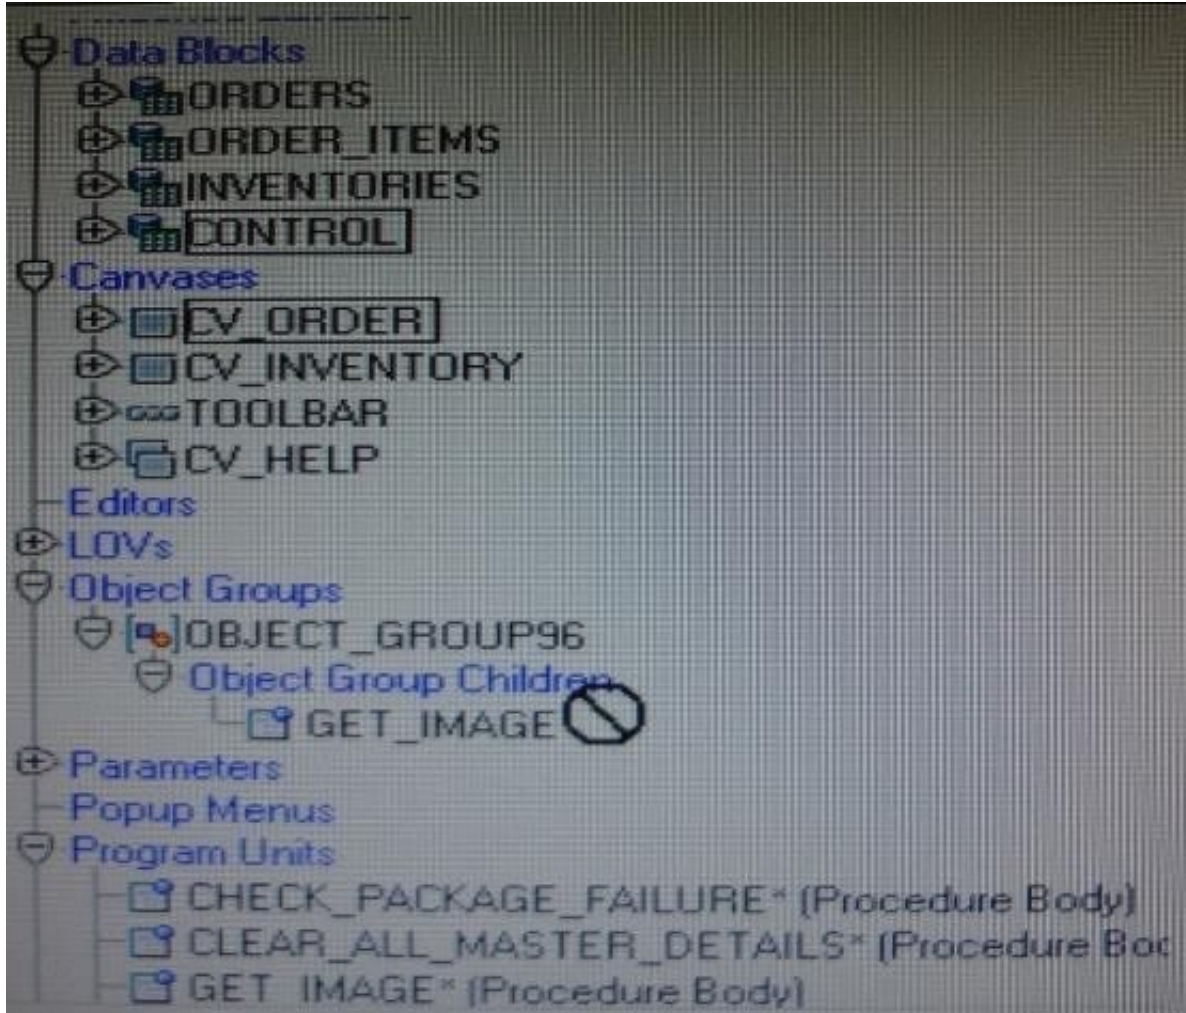 Data Blocks
ORDERS
ORDER_ITEMS
INVENTORIES
CONTROL
Canvases
CV_ORDER
CV_INVENTORY
TOOLBAR
CV_HELP
Editors
LOVs
Object Groups
OBJECT_GROUP96
Object Group Children
GET_IMAGE
Parameters
Popup Menus
Program Units
CHECK_PACKAGE_FAILURE* (Procedure Body)
CLEAR_ALL_MASTER_DETAILS* (Procedure Bod
GET_IMAGE* (Procedure Body)